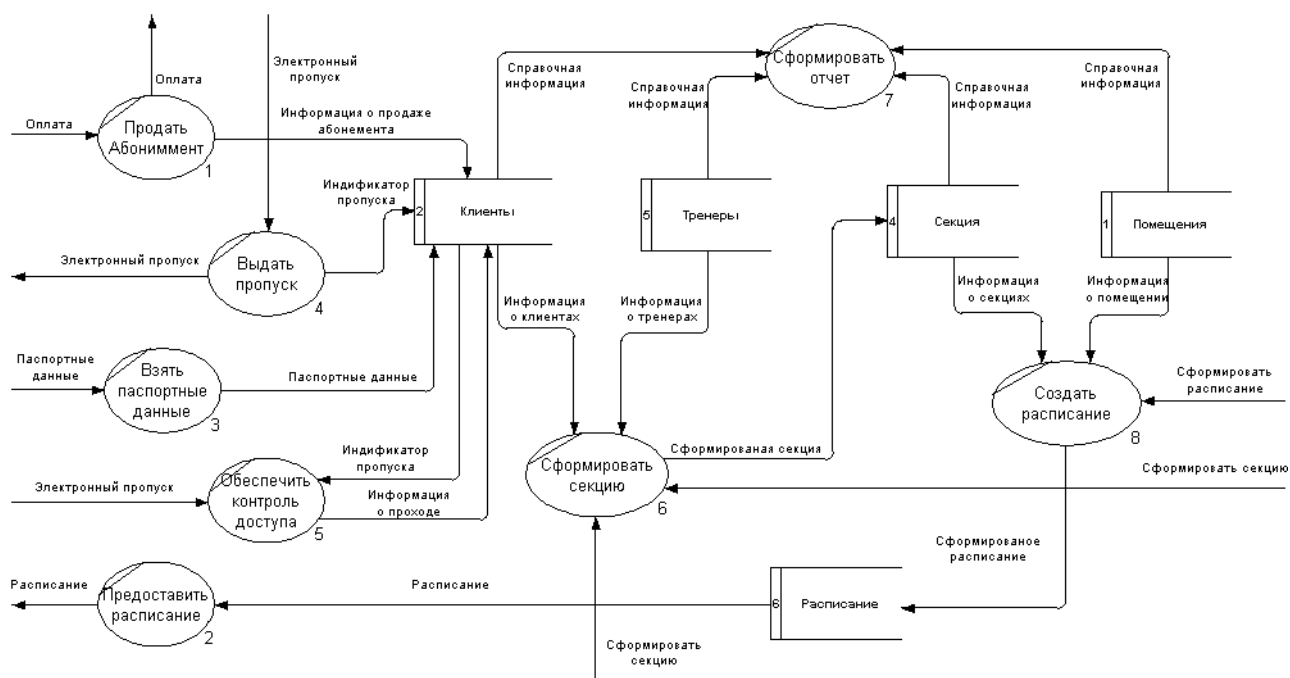 Оплата
Электронный
пропуск
Оплата
Продать
Абониммент
1
Информация о продаже
абонемента
Справочная
информация
Справочная
информация
Сформировать
отчет
7
Справочная
информация
Справочная
информация
Индификатор
пропуска
2
Клиенты
5
Тренеры
4
Секция
1
Помещения
Электронный пропуск
Выдать
пропуск
4
Информация
о клиентах
Информация
о тренерах
Информация
о секциях
Информация
о помещении
Паспортные
данные
Взять
паспортные
данные
3
Паспортные данные
Создать
расписание
8
Сформировать
расписание
Электронный пропуск
Обеспечить
контроль
доступа
5
Индификатор
пропуска
Информация
о проходе
Сформировать
секцию
6
Сформированая секция
Сформировать секцию
Сформированое
расписание
Расписание
Предоставить
расписание
2
Расписание
6
Расписание
Сформировать
секцию